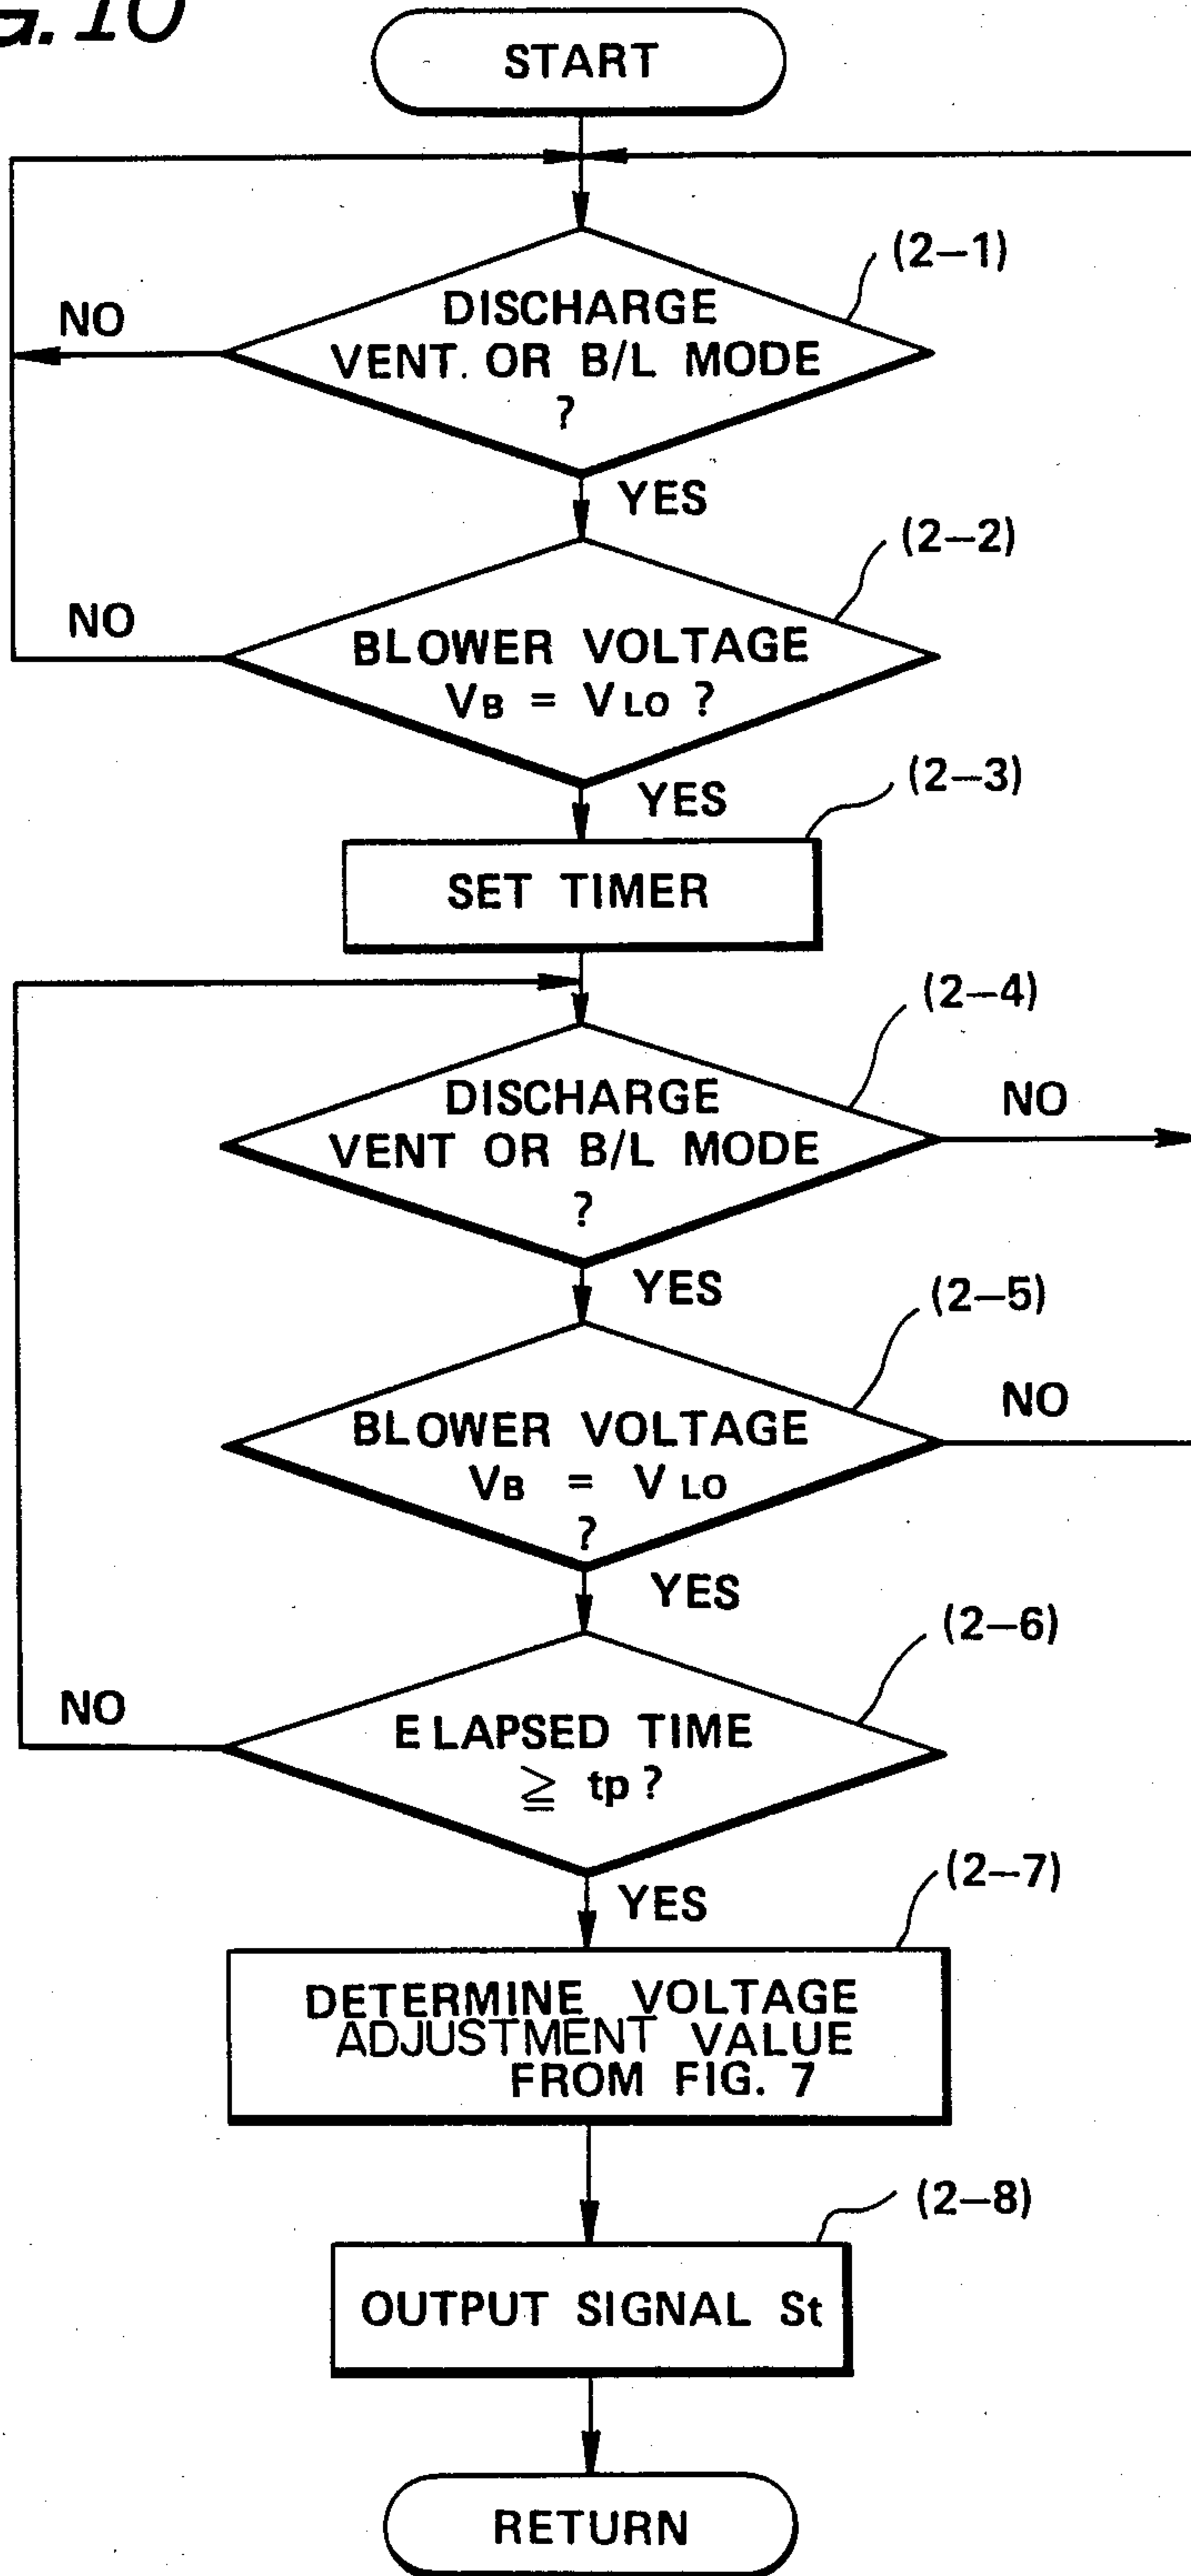 G. 10
START
(2-1)
NO
DISCHARGE
VENT. OR B/L MODE
?
YES
(2-2)
NO
BLOWER VOLTAGE
VB = VLO ?
YES
(2-3)
SET TIMER
(2-4)
DISCHARGE
NO
VENT OR B/L MODE
?
YES
(2-5)
NO
BLOWER VOLTAGE
VB = VLO
?
YES
(2-6)
NO
ELAPSED TIME
≧ tp ?
YES
(2-7)
DETERMINE VOLTAGE
ADJUSTMENT VALUE
FROM FIG. 7
(2-8)
OUTPUT SIGNAL St
RETURN